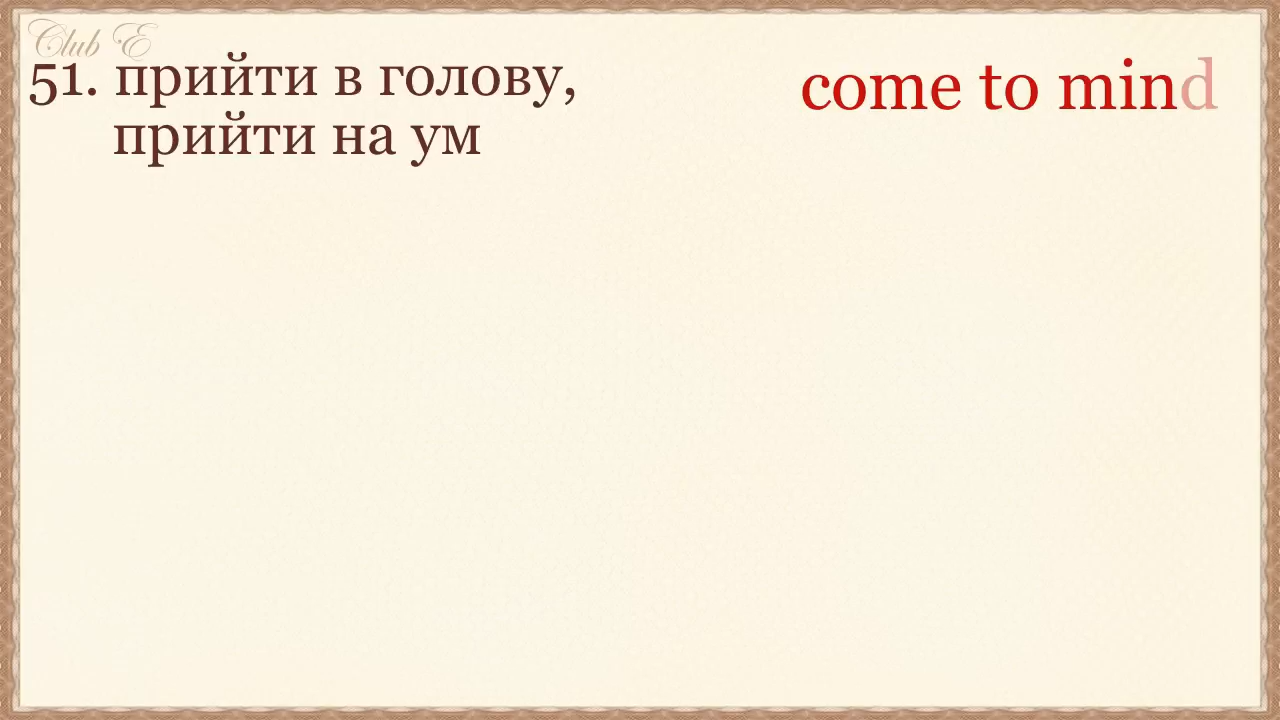 Club E
51. прийти в голову,
прийти на ум
come to mind